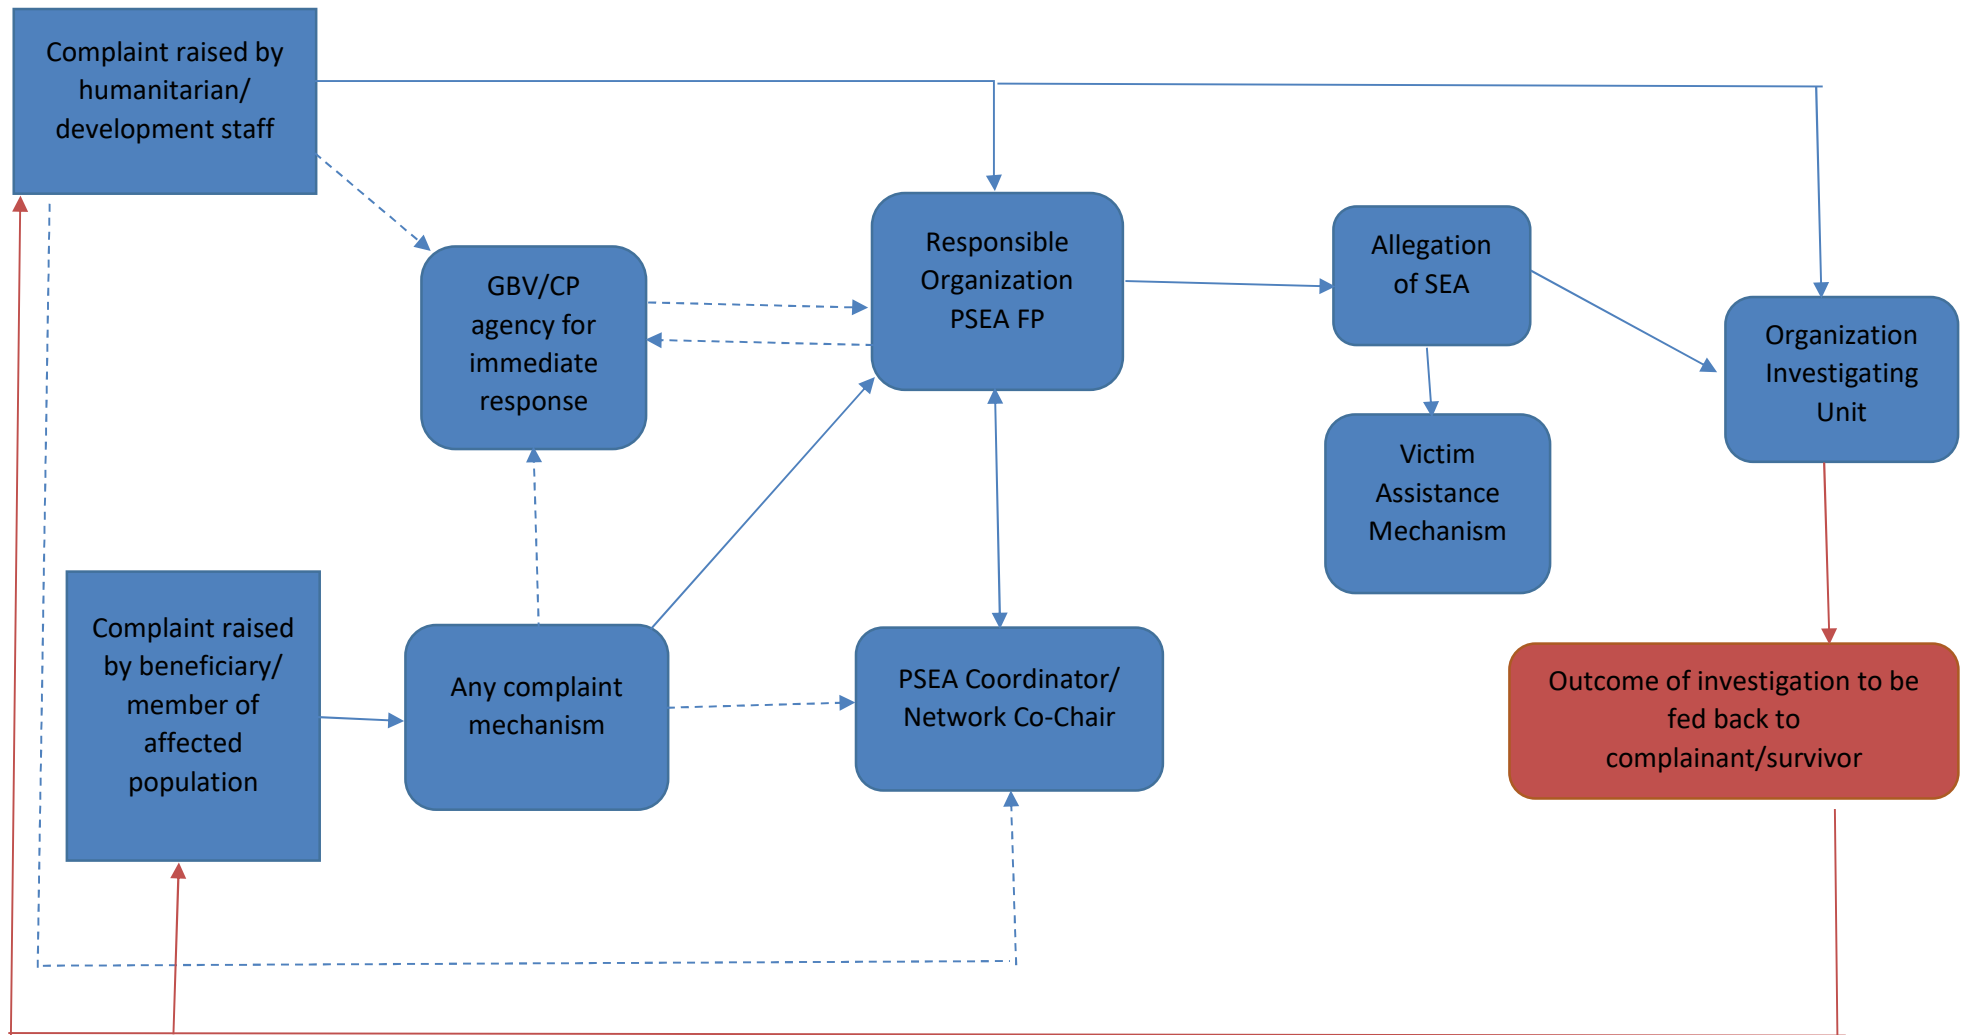 Complaint raised by
humanitarian/
development staff
GBV/CP
agency for
immediate
response
Responsible
Organization
PSEA FP
Allegation
of SEA
Organization
Investigating
Unit
Victim
Assistance
Mechanism
Complaint raised
by beneficiary/
member of
affected
population
Any complaint
mechanism
PSEA Coordinator/
Network Co-Chair
Outcome of investigation to be
fed back to
complainant/survivor